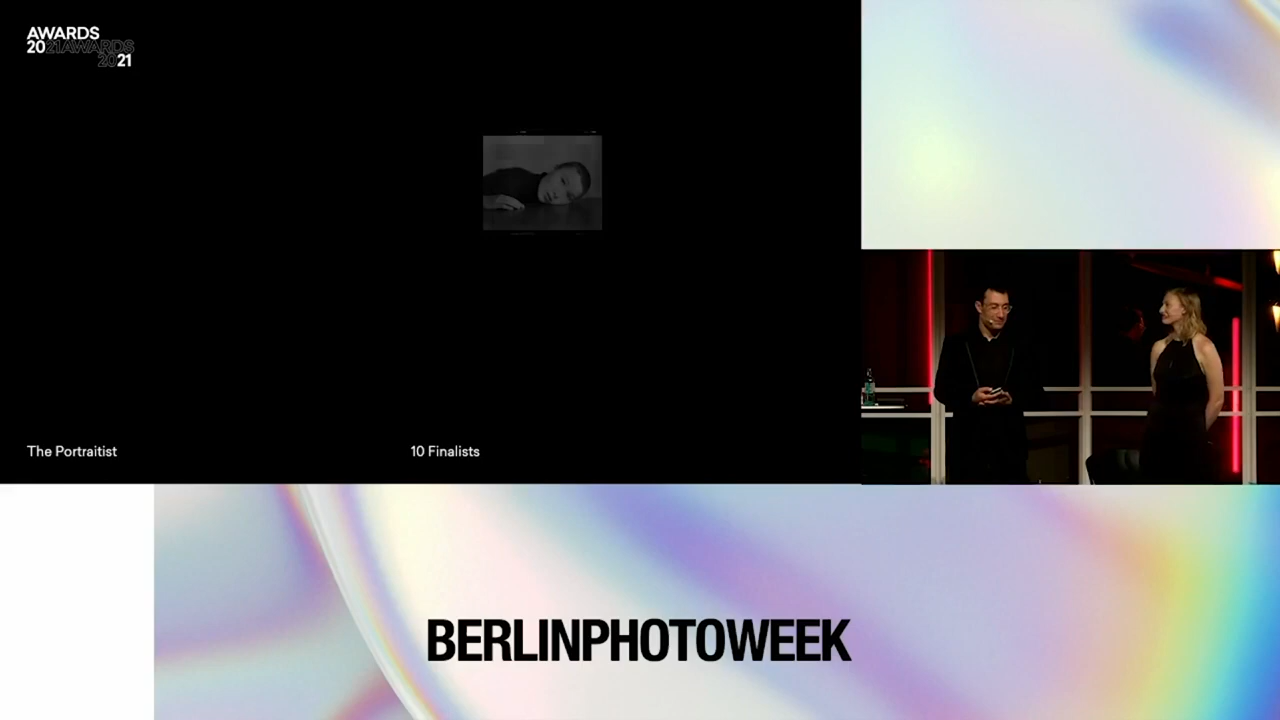 AWARDS
2021AWARDS
2021
The Portraitist
10 Finalists
BERLINPHOTOWEEK